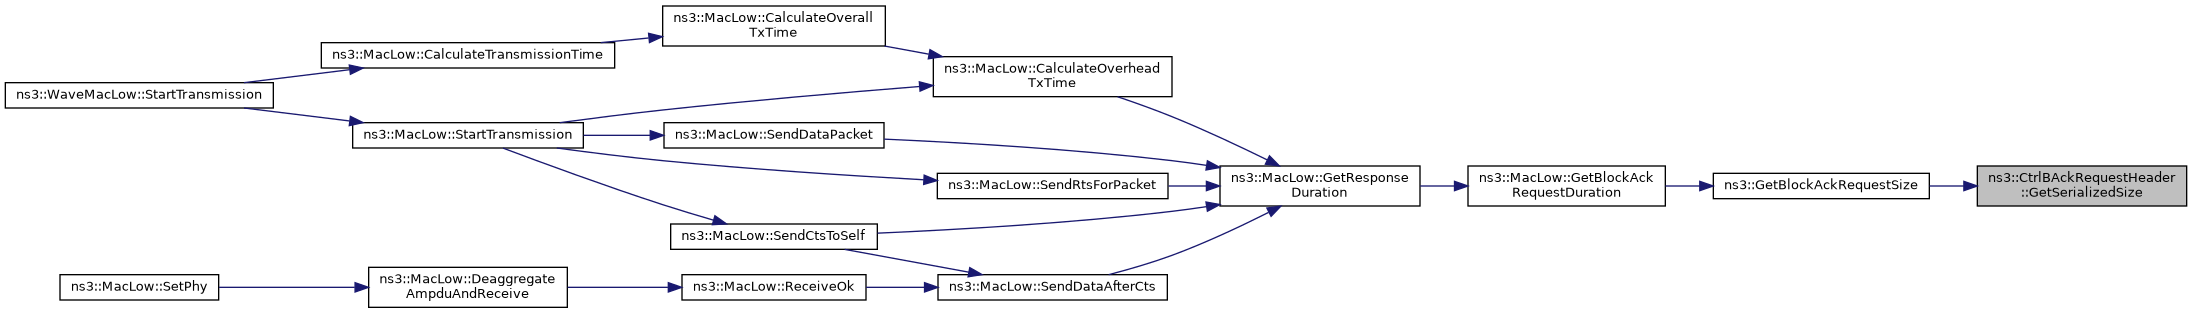 ns3::MacLow::CalculateOverall
TxTime
ns3::MacLow::CalculateTransmissionTime
ns3::MacLow::CalculateOverhead
TxTime
ns3::WaveMacLow::StartTransmission
ns3::MacLow::StartTransmission
ns3::MacLow::SendDataPacket
ns3::MacLow::GetResponse
Duration
ns3::MacLow::GetBlockAck
RequestDuration
ns3::GetBlockAckRequestSize
ns3::CtrlBAckRequestHeader
::GetSerializedSize
ns3::MacLow::SendRtsForPacket
ns3::MacLow::SendCtsToSelf
ns3::MacLow::SetPhy
ns3::MacLow::Deaggregate
AmpduAndReceive
ns3::MacLow::ReceiveOk
ns3::MacLow::SendDataAfterCts